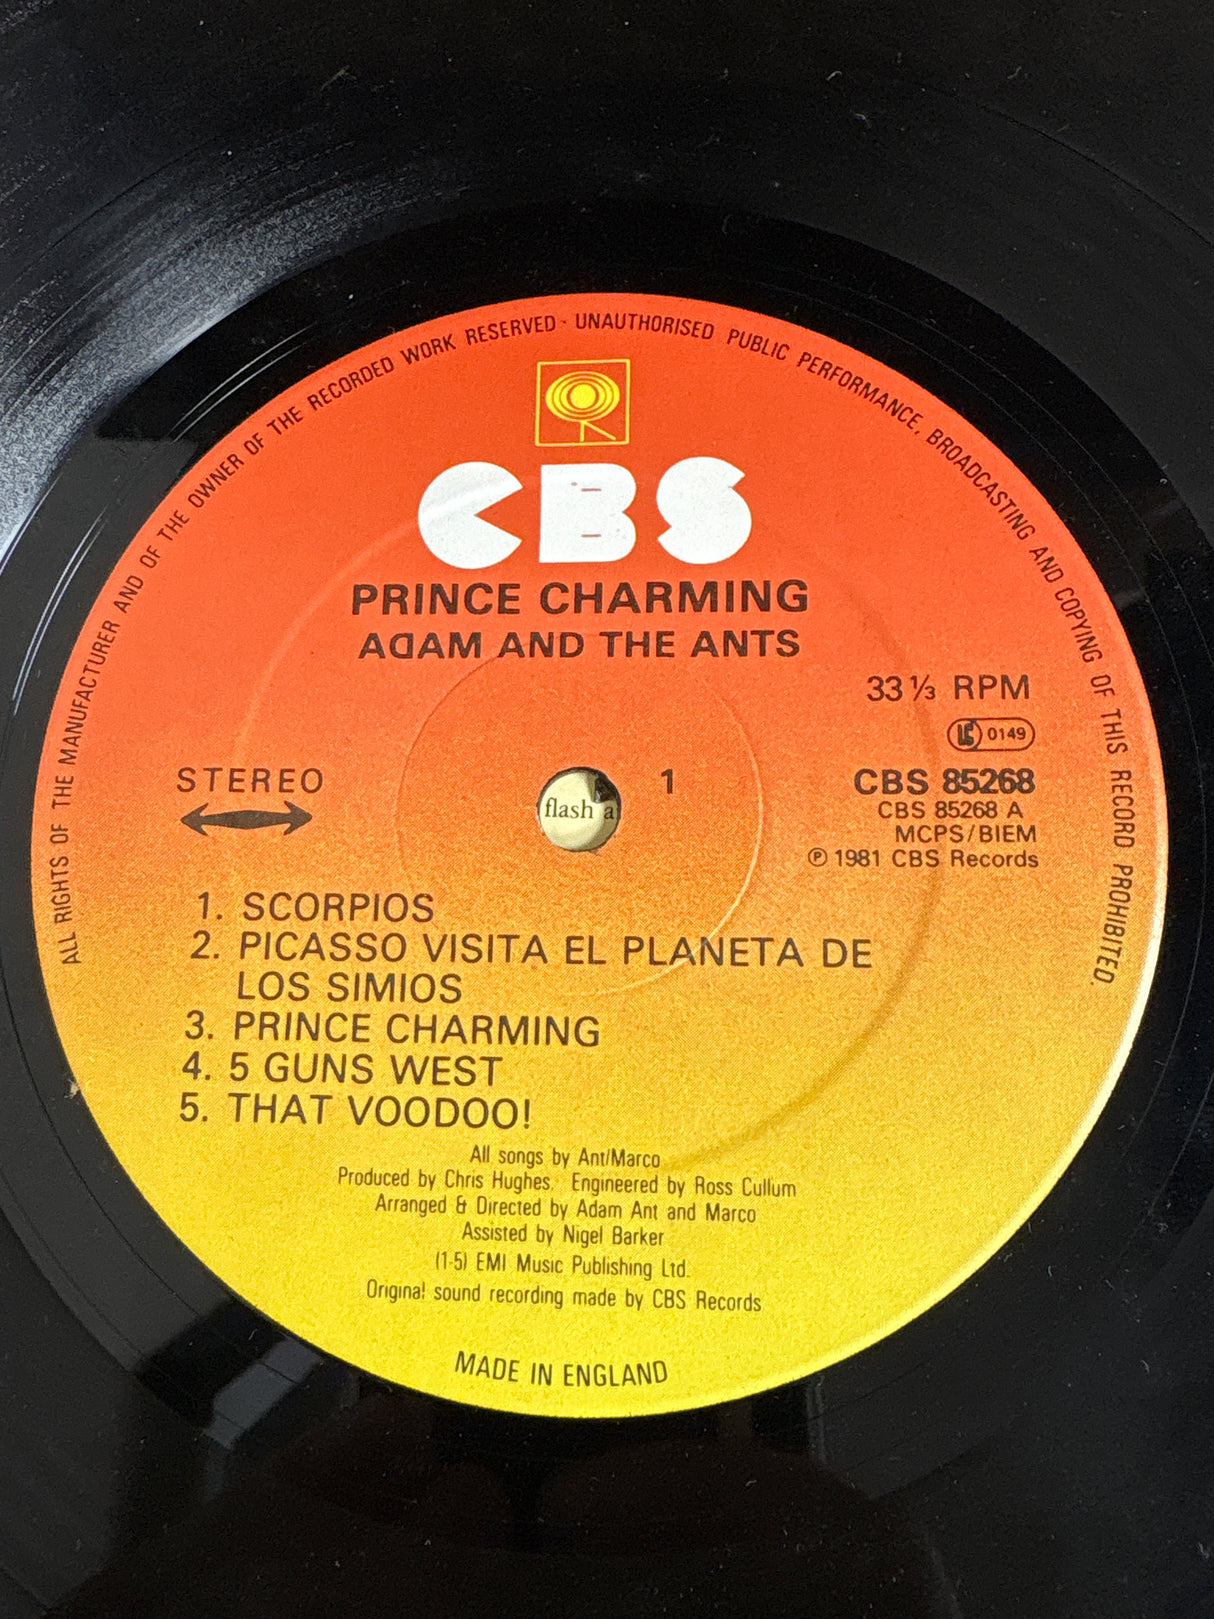 ALL RIGHTS OF THE MANUFACTURER AND OF THE OWNER OF THE RECORDED WORK RESERVED · UNAUTHORISED PUBLIC PERFORMANCE, BROADCASTING AND COPYING OF THIS RECORD PROHIBITED.
CBS
PRINCE CHARMING
ADAM AND THE ANTS
33⅓ RPM
LC 0149
STEREO
1
CBS 85268
CBS 85268 A
MCPS/BIEM
℗ 1981 CBS Records
flash a
1. SCORPIOS
2. PICASSO VISITA EL PLANETA DE
LOS SIMIOS
3. PRINCE CHARMING
4. 5 GUNS WEST
5. THAT VOODOO!
All songs by Ant/Marco
Produced by Chris Hughes. Engineered by Ross Cullum
Arranged & Directed by Adam Ant and Marco
Assisted by Nigel Barker
(1-5) EMI Music Publishing Ltd.
Original sound recording made by CBS Records
MADE IN ENGLAND